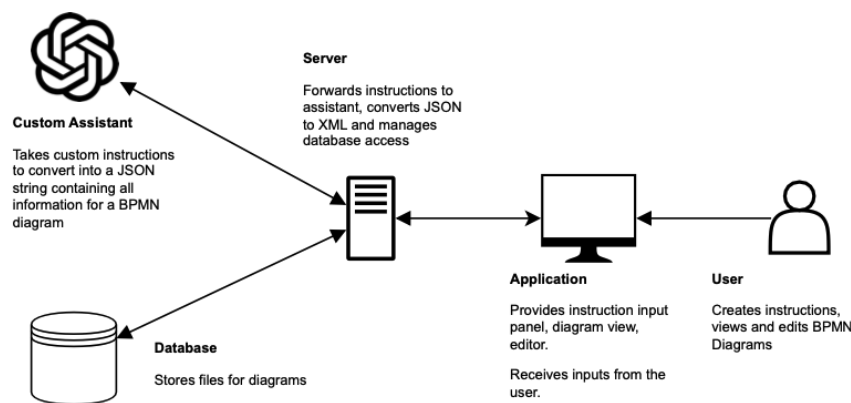 Server
Forwards instructions to
assistant, converts JSON
to XML and manages
database access
Custom Assistant
Takes custom instructions
to convert into a JSON
string containing all
information for a BPMN
diagram
Application
Provides instruction input
panel, diagram view,
editor.
Receives inputs from the
user.
User
Creates instructions,
views and edits BPMN
Diagrams
Database
Stores files for diagrams